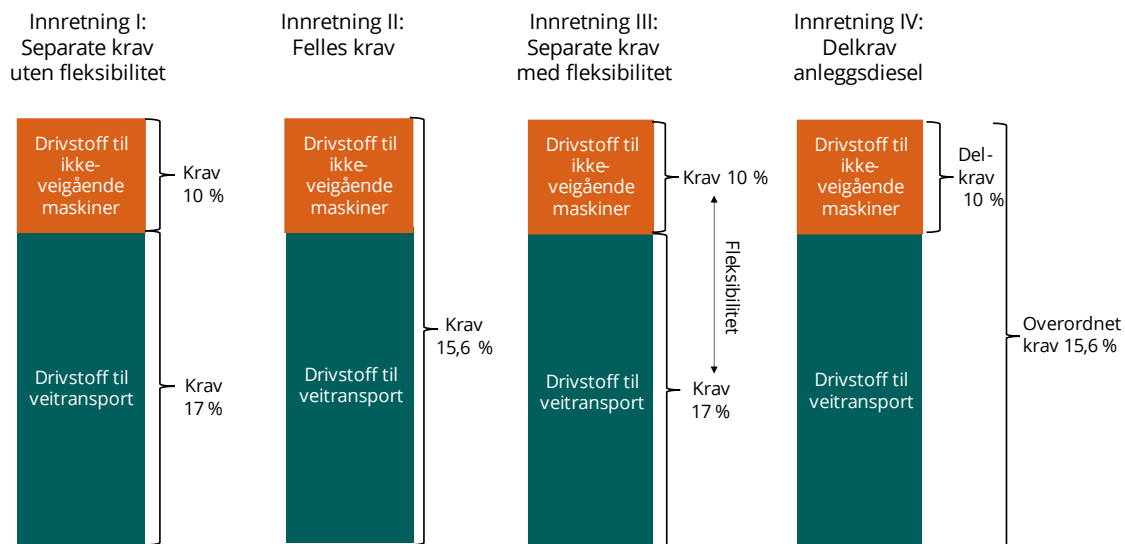 Innretning I:
Separate krav
uten fleksibilitet
Drivstoff til
ikke-
veigående
maskiner
Krav
10 %
Drivstoff til
veitransport
Krav
17 %
Innretning II:
Felles krav
Drivstoff til
ikke-
veigående
maskiner
Drivstoff til
veitransport
Krav
15,6 %
Innretning III:
Separate krav
med fleksibilitet
Drivstoff til
ikke-
veigående
maskiner
Krav 10 %
Fleksibilitet
Drivstoff til
veitransport
Krav
17 %
Innretning IV:
Delkrav
anleggsdiesel
Drivstoff til
ikke-
veigående
maskiner
Del-
krav
10 %
Drivstoff til
veitransport
Overordnet
krav 15,6 %